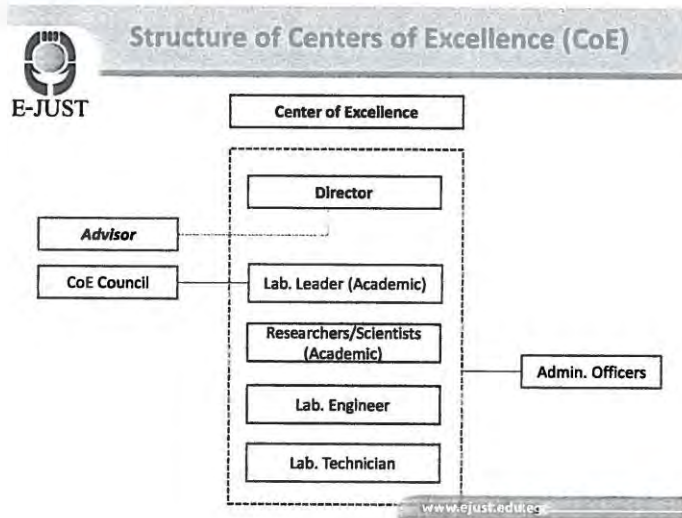 Structure of Centers of Excellence (CoE)
E-JUST
Center of Excellence
Director
Advisor
CoE Council
Lab. Leader (Academic)
Researchers/Scientists
(Academic)
Admin. Officers
Lab. Engineer
Lab. Technician
www.ejust.edu.eg